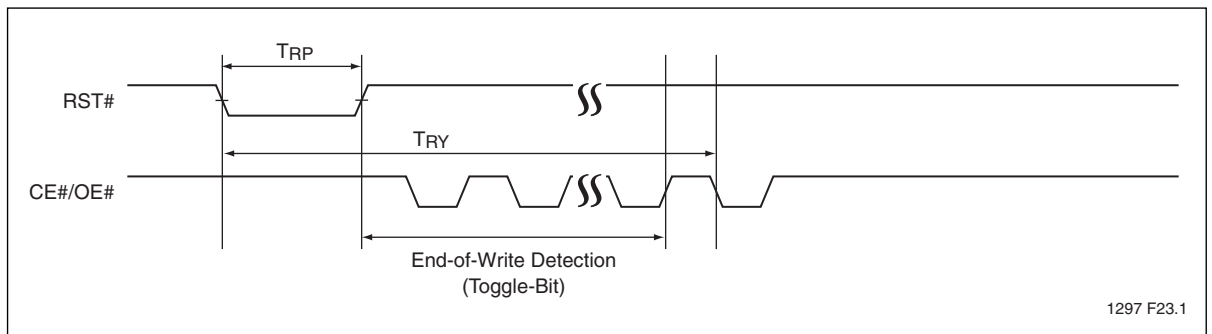 TRP
RST#
TRY
CE#/OE#
End-of-Write Detection
(Toggle-Bit)
1297 F23.1